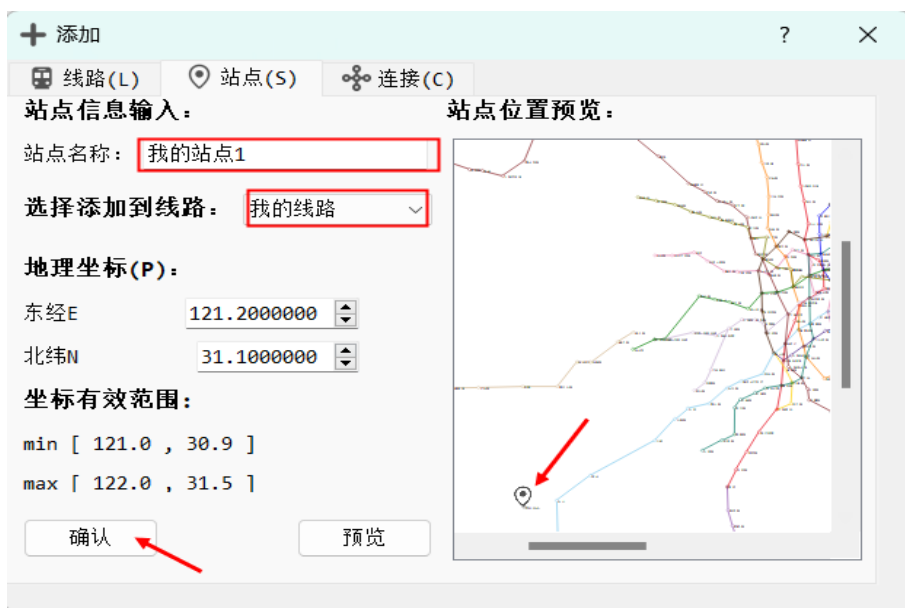 添加
?
线路(L) 站点(S) 连接(C)
站点信息输入：
站点名称： 我的站点1
选择添加到线路： 我的线路
地理坐标(P)：
东经E 121.2000000
北纬N 31.1000000
坐标有效范围：
min [ 121.0 , 30.9 ]
max [ 122.0 , 31.5 ]
确认 预览
站点位置预览：